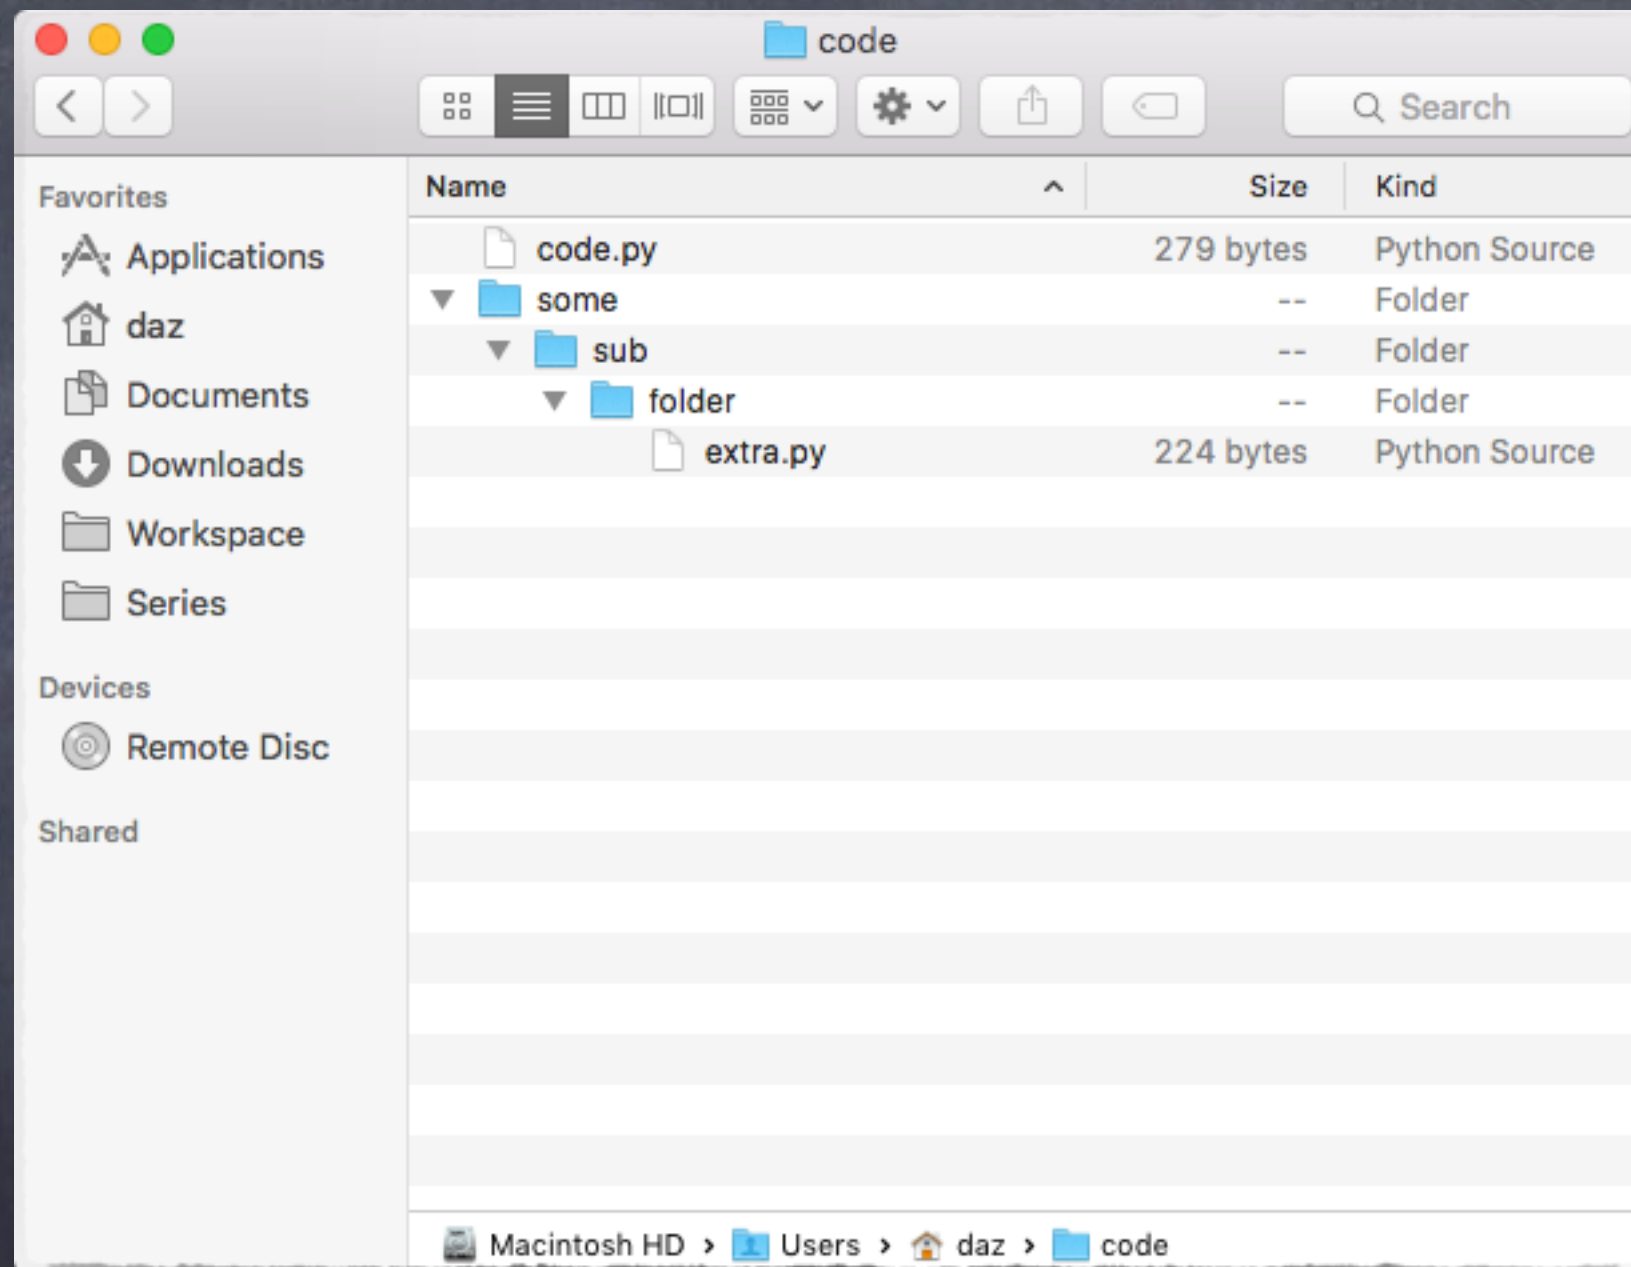 code
Search
Favorites
Applications
daz
Documents
Downloads
Workspace
Series
Devices
Remote Disc
Shared
Name Size Kind
code.py 279 bytes Python Source
some -- Folder
sub -- Folder
folder -- Folder
extra.py 224 bytes Python Source
Macintosh HD › Users › daz › code